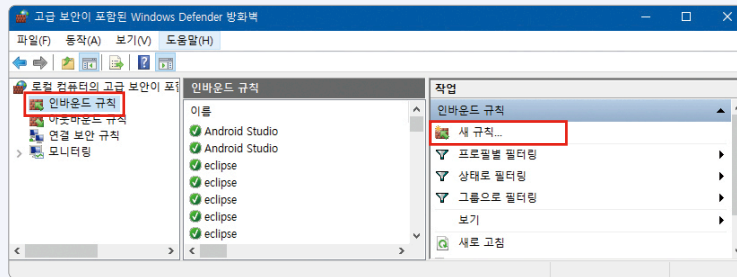 고급 보안이 포함된 Windows Defender 방화벽
파일(F) 동작(A) 보기(V) 도움말(H)
로컬 컴퓨터의 고급 보안이 포
인바운드 규칙
아웃바운드 규칙
연결 보안 규칙
모니터링
인바운드 규칙
이름
Android Studio
Android Studio
eclipse
eclipse
eclipse
eclipse
eclipse
작업
인바운드 규칙
새 규칙...
프로필별 필터링
상태로 필터링
그룹으로 필터링
보기
새로 고침